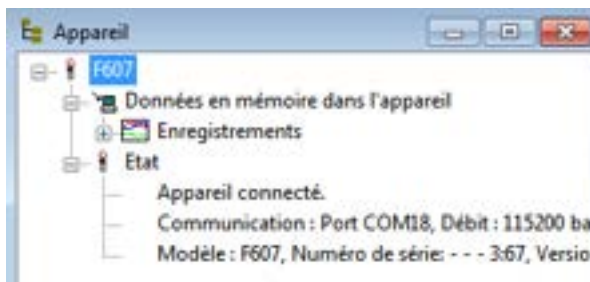 Appareil
F607
Données en mémoire dans l'appareil
Enregistrements
Etat
Appareil connecté.
Communication : Port COM18, Débit : 115200 ba
Modèle : F607, Numéro de série: - - - 3:67, Versio